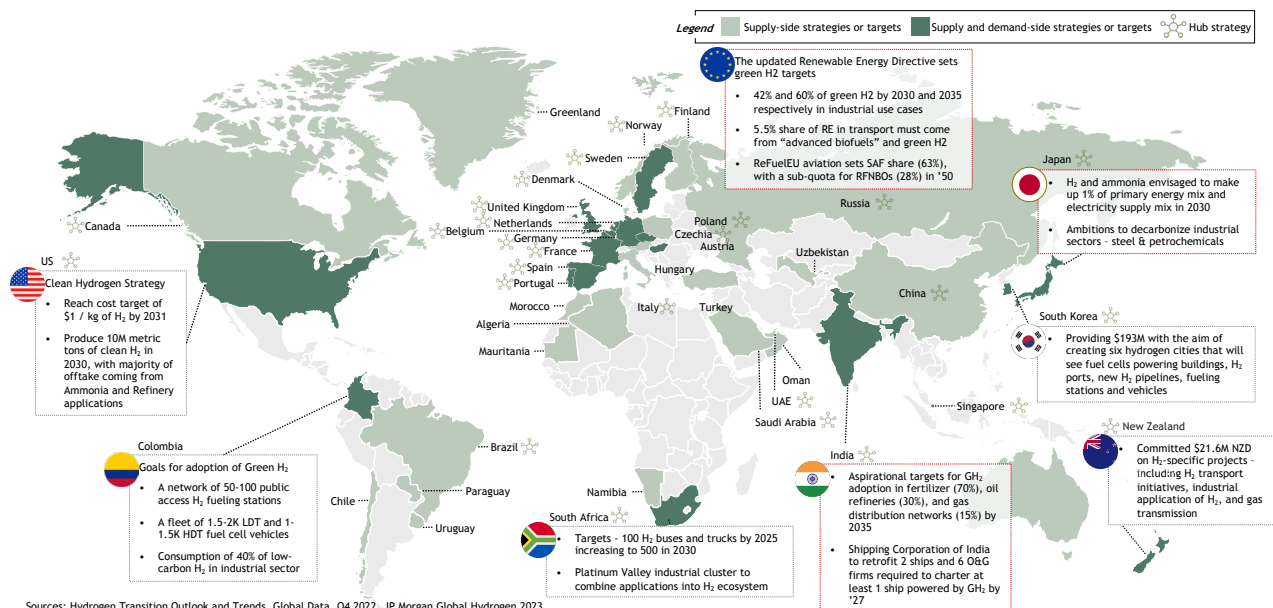 Legend
Supply-side strategies or targets
Supply and demand-side strategies or targets
Hub strategy
The updated Renewable Energy Directive sets
green H2 targets
• 42% and 60% of green H2 by 2030 and 2035
respectively in industrial use cases
• 5.5% share of RE in transport must come
from “advanced biofuels” and green H2
• ReFuelEU aviation sets SAF share (63%),
with a sub-quota for RFNBOs (28%) in ’50
Greenland
Finland
Norway
Sweden
Denmark
United Kingdom
Netherlands
Belgium
Germany
France
Spain
Portugal
Poland
Czechia
Austria
Hungary
Italy
Turkey
Morocco
Algeria
Mauritania
Russia
Uzbekistan
China
Japan
• H₂ and ammonia envisaged to make
up 1% of primary energy mix and
electricity supply mix in 2030
• Ambitions to decarbonize industrial
sectors – steel & petrochemicals
Canada
US
Clean Hydrogen Strategy
• Reach cost target of
$1 / kg of H₂ by 2031
• Produce 10M metric
tons of clean H₂ in
2030, with majority of
offtake coming from
Ammonia and Refinery
applications
South Korea
• Providing $193M with the aim of
creating six hydrogen cities that will
see fuel cells powering buildings, H₂
ports, new H₂ pipelines, fueling
stations and vehicles
Oman
UAE
Saudi Arabia
Singapore
New Zealand
• Committed $21.6M NZD
on H₂-specific projects –
including H₂ transport
initiatives, industrial
application of H₂, and gas
transmission
Colombia
Goals for adoption of Green H₂
• A network of 50-100 public
access H₂ fueling stations
• A fleet of 1.5-2K LDT and 1-
1.5K HDT fuel cell vehicles
• Consumption of 40% of low-
carbon H₂ in industrial sector
Brazil
Chile
Paraguay
Uruguay
Namibia
South Africa
• Targets – 100 H₂ buses and trucks by 2025
increasing to 500 in 2030
• Platinum Valley industrial cluster to
combine applications into H₂ ecosystem
India
• Aspirational targets for GH₂
adoption in fertilizer (70%), oil
refineries (30%), and gas
distribution networks (15%) by
2035
• Shipping Corporation of India
to retrofit 2 ships and 6 O&G
firms required to charter at
least 1 ship powered by GH₂ by
’27
Sources: Hydrogen Transition Outlook and Trends, Global Data, Q4 2022, JP Morgan Global Hydrogen 2023